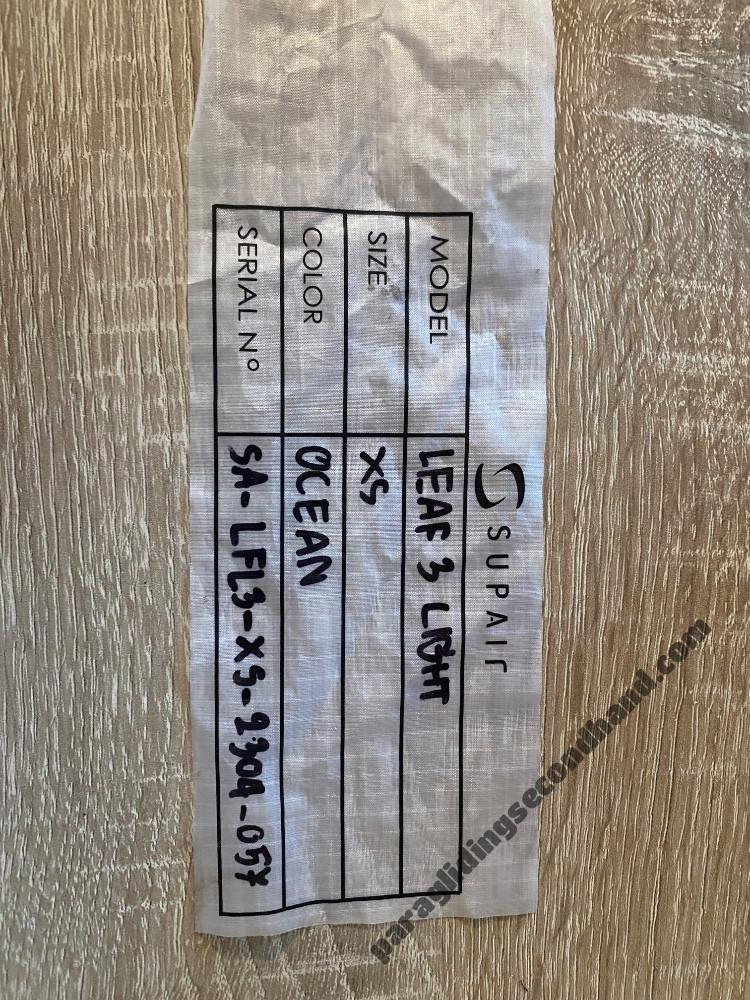 SUPAIR
MODEL LEAF 3 LIGHT
SIZE XS
COLOR OCEAN
SERIAL N° SA-LFL3-XS-2304-057
paraglidingsecondhand.com